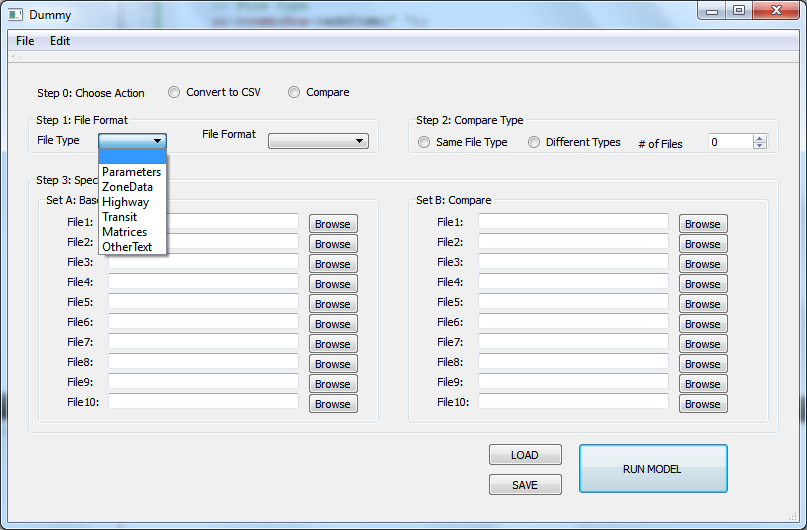 Dummy
File Edit
Step 0: Choose Action Convert to CSV Compare
Step 1: File Format
File Type File Format
Parameters
ZoneData
Highway
Transit
Matrices
OtherText
Step 2: Compare Type
Same File Type Different Types # of Files 0
Step 3: Spec
Set A: Bas
File1: Browse
File2: Browse
File3: Browse
File4: Browse
File5: Browse
File6: Browse
File7: Browse
File8: Browse
File9: Browse
File10: Browse
Set B: Compare
File1: Browse
File2: Browse
File3: Browse
File4: Browse
File5: Browse
File6: Browse
File7: Browse
File8: Browse
File9: Browse
File10: Browse
LOAD
SAVE
RUN MODEL